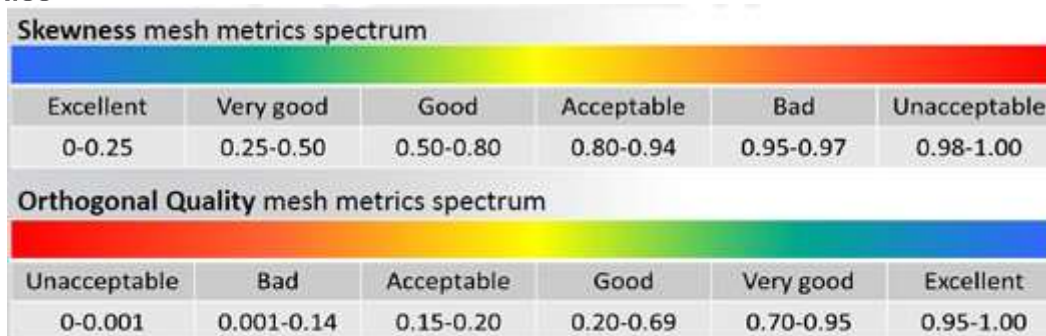 Skewness mesh metrics spectrum
Excellent Very good Good Acceptable Bad Unacceptable
0-0.25 0.25-0.50 0.50-0.80 0.80-0.94 0.95-0.97 0.98-1.00
Orthogonal Quality mesh metrics spectrum
Unacceptable Bad Acceptable Good Very good Excellent
0-0.001 0.001-0.14 0.15-0.20 0.20-0.69 0.70-0.95 0.95-1.00